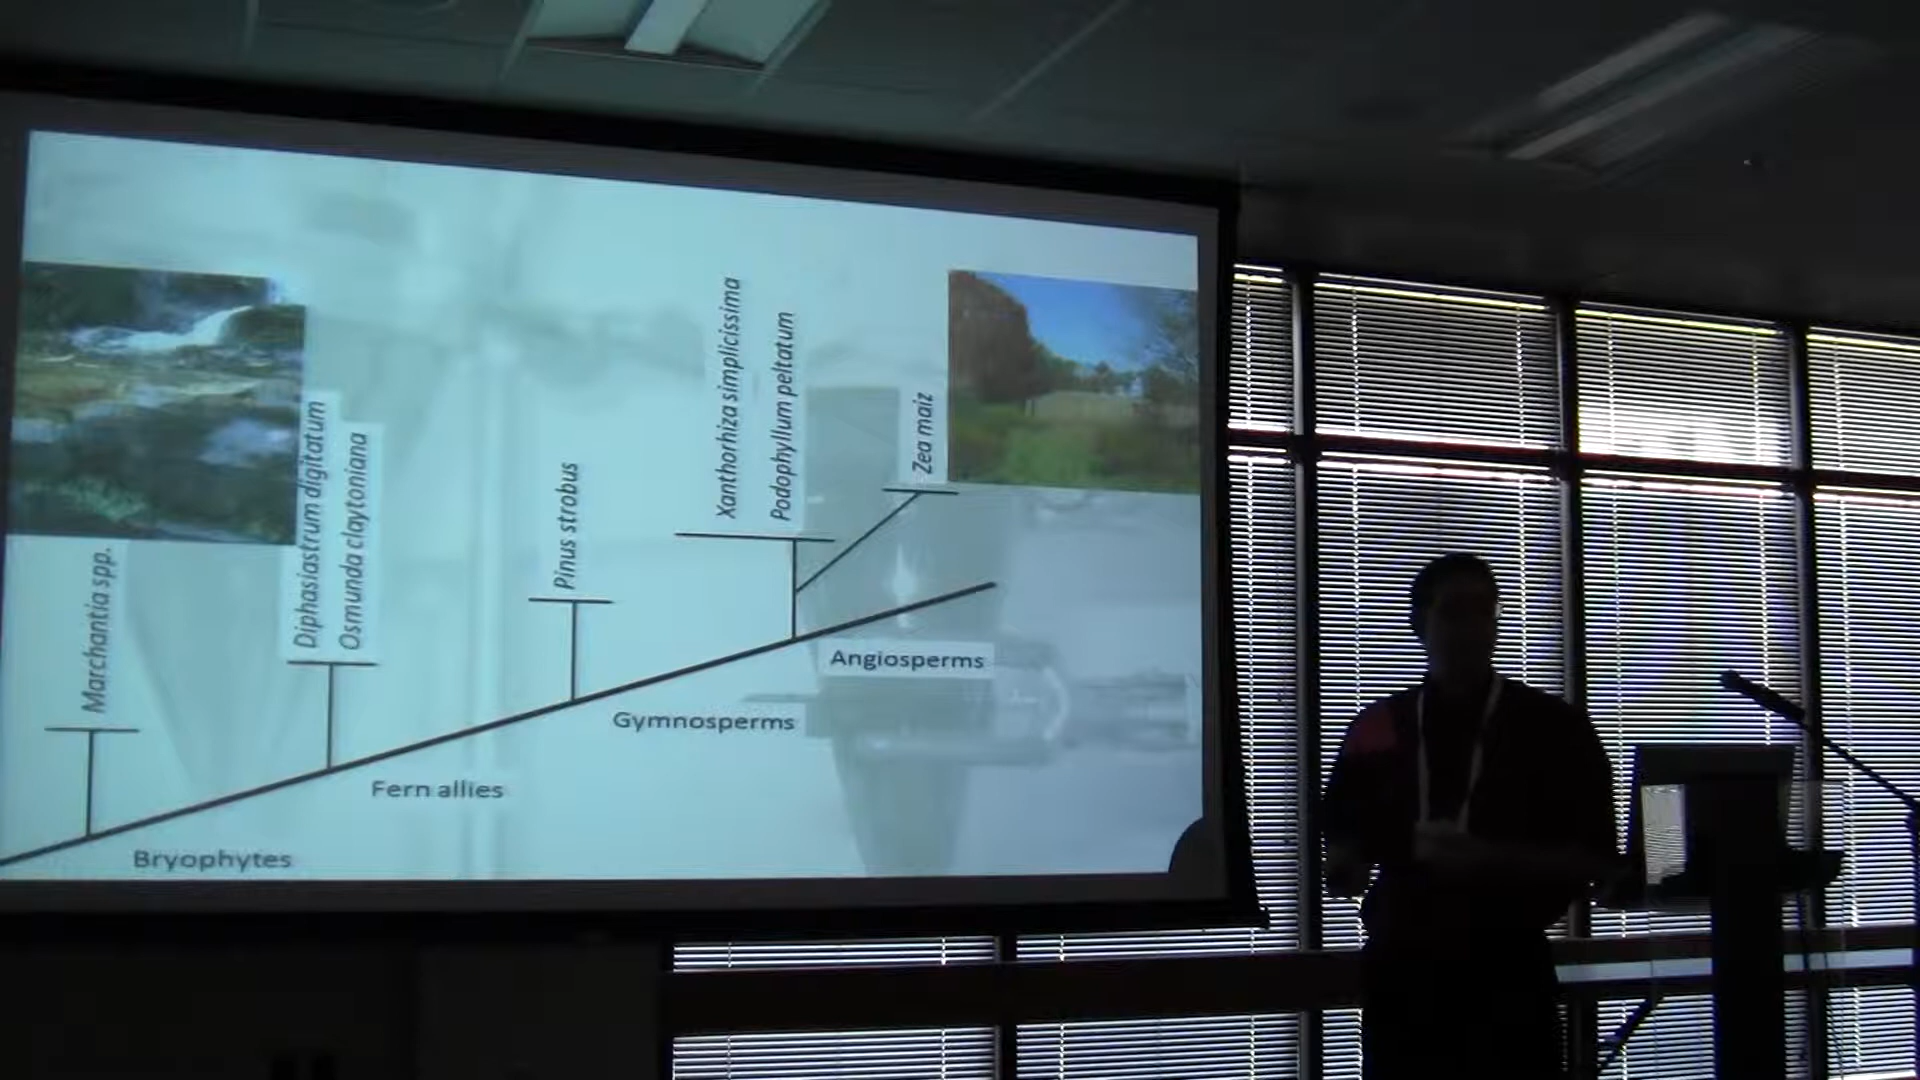 Marchantia spp.
Diphasiastrum digitatum
Osmunda claytoniana
Pinus strobus
Xanthorhiza simplicissima
Podophyllum peltatum
Zea maiz
Bryophytes
Fern allies
Gymnosperms
Angiosperms